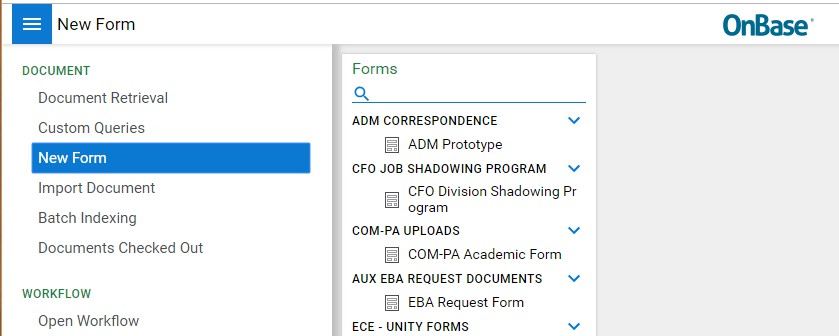 New Form
OnBase
DOCUMENT
Document Retrieval
Custom Queries
New Form
Import Document
Batch Indexing
Documents Checked Out
WORKFLOW
Open Workflow
Forms
ADM CORRESPONDENCE
ADM Prototype
CFO JOB SHADOWING PROGRAM
CFO Division Shadowing Pr
ogram
COM-PA UPLOADS
COM-PA Academic Form
AUX EBA REQUEST DOCUMENTS
EBA Request Form
ECE - UNITY FORMS